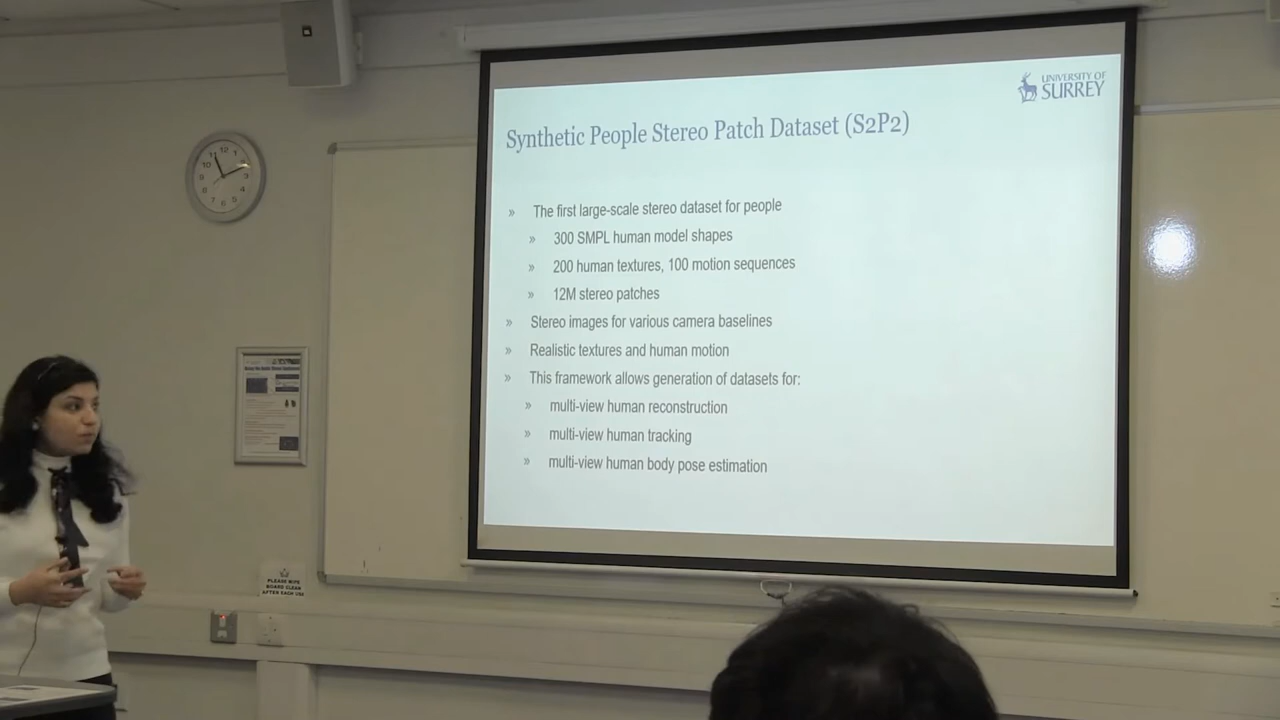 UNIVERSITY OF
SURREY
Synthetic People Stereo Patch Dataset (S2P2)
» The first large-scale stereo dataset for people
» 300 SMPL human model shapes
» 200 human textures, 100 motion sequences
» 12M stereo patches
» Stereo images for various camera baselines
» Realistic textures and human motion
» This framework allows generation of datasets for:
» multi-view human reconstruction
» multi-view human tracking
» multi-view human body pose estimation
PLEASE WIPE
BOARD CLEAN
AFTER EACH USE